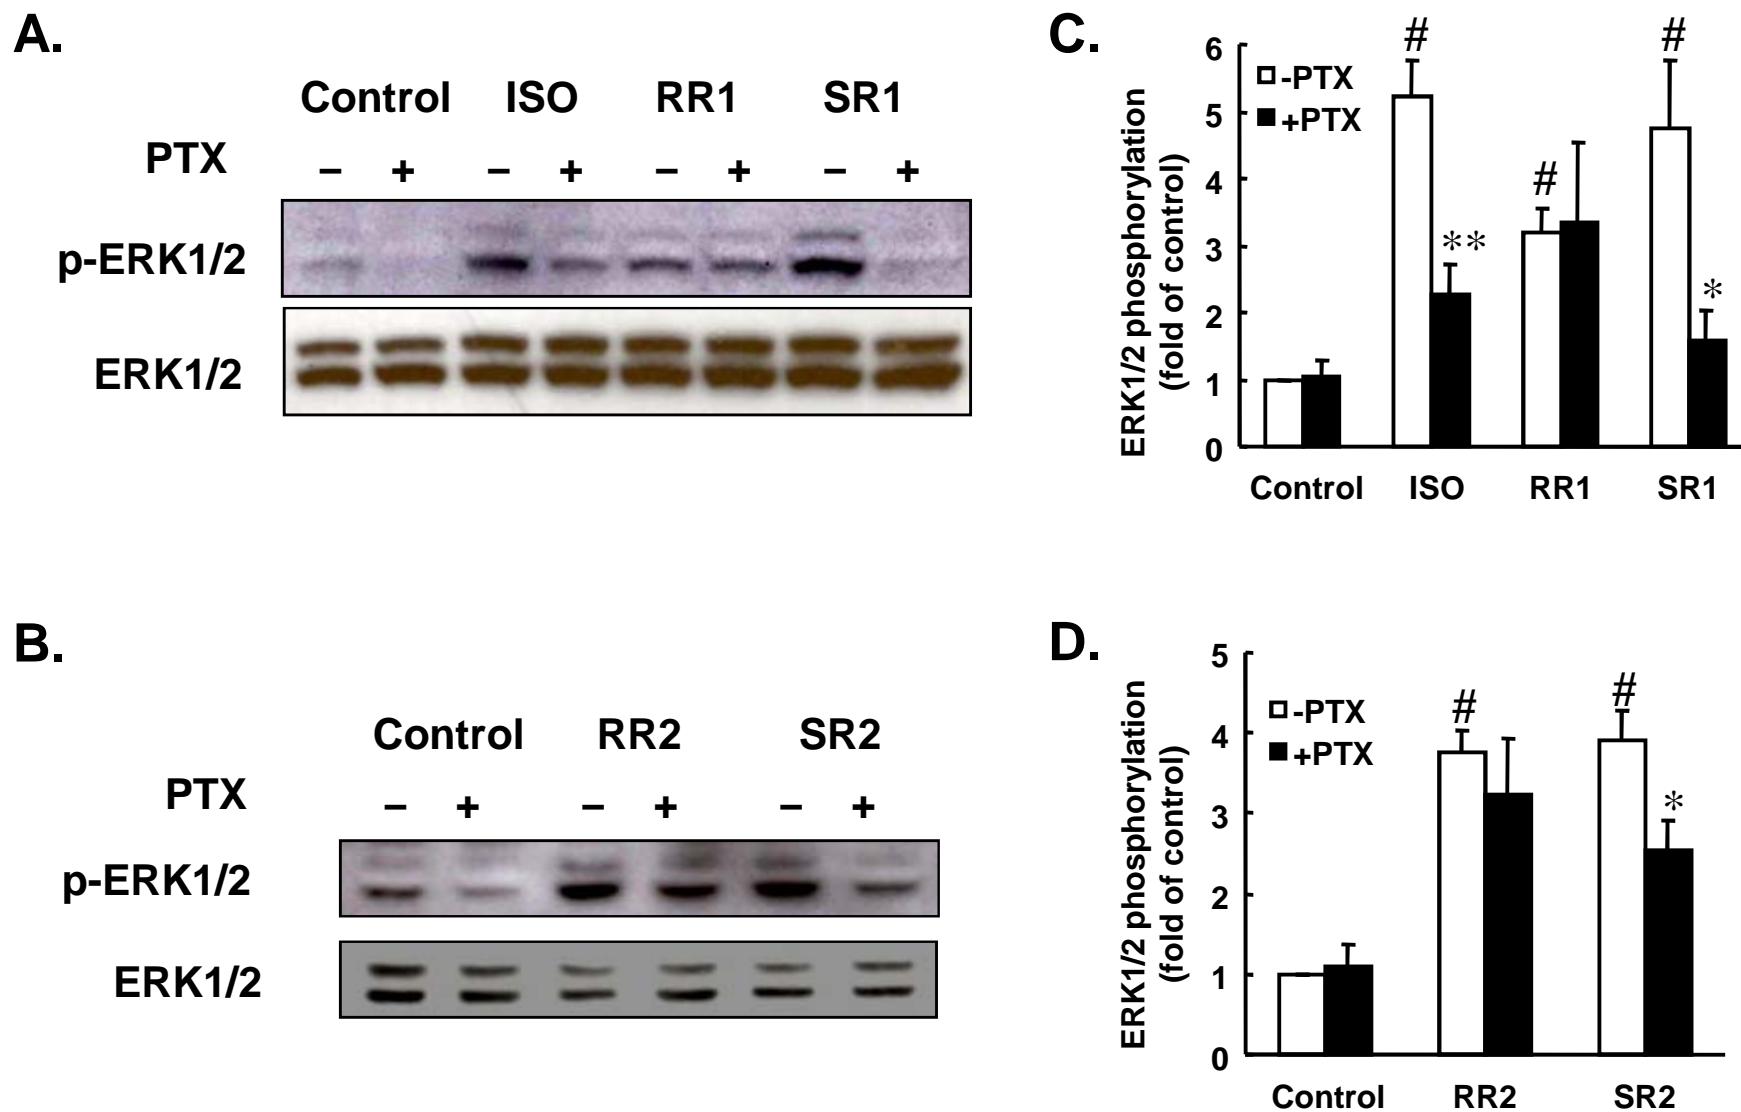 A.
Control ISO RR1 SR1
PTX – + – + – + – +
p-ERK1/2
ERK1/2
B.
Control RR2 SR2
PTX – + – + – +
p-ERK1/2
ERK1/2
C.
ERK1/2 phosphorylation
(fold of control)
6
5
4
3
2
1
0
-PTX
+PTX
#
**
#
#
*
Control ISO RR1 SR1
D.
ERK1/2 phosphorylation
(fold of control)
5
4
3
2
1
0
-PTX
+PTX
#
#
*
Control RR2 SR2